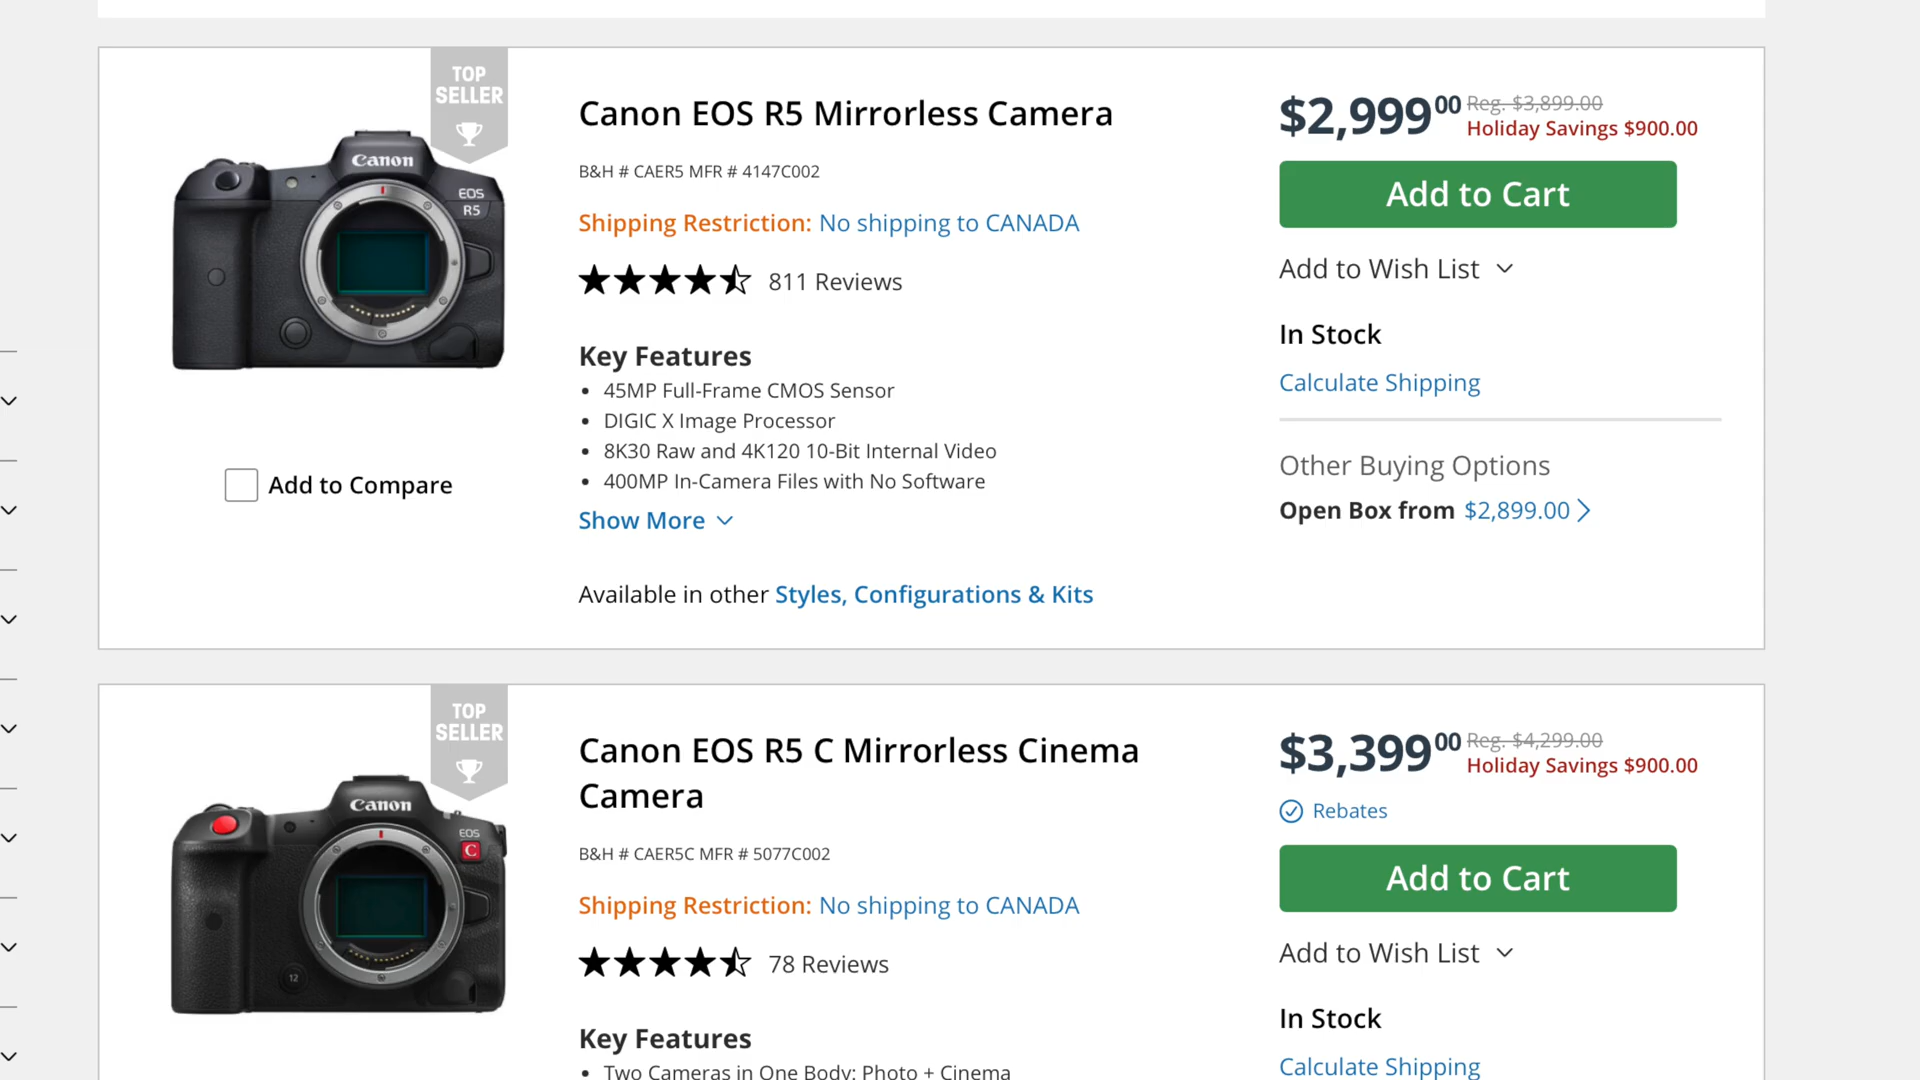 TOP
SELLER
Canon
EOS
R5
Add to Compare
Canon EOS R5 Mirrorless Camera
B&H # CAER5 MFR # 4147C002
Shipping Restriction: No shipping to CANADA
811 Reviews
Key Features
• 45MP Full-Frame CMOS Sensor
• DIGIC X Image Processor
• 8K30 Raw and 4K120 10-Bit Internal Video
• 400MP In-Camera Files with No Software
Show More
Available in other Styles, Configurations & Kits
$2,999.00 Reg. $3,899.00
Holiday Savings $900.00
Add to Cart
Add to Wish List
In Stock
Calculate Shipping
Other Buying Options
Open Box from $2,899.00
TOP
SELLER
Canon
EOS
C
12
Canon EOS R5 C Mirrorless Cinema
Camera
B&H # CAER5C MFR # 5077C002
Shipping Restriction: No shipping to CANADA
78 Reviews
Key Features
• Two Cameras in One Body: Photo + Cinema
$3,399.00 Reg. $4,299.00
Holiday Savings $900.00
Rebates
Add to Cart
Add to Wish List
In Stock
Calculate Shipping